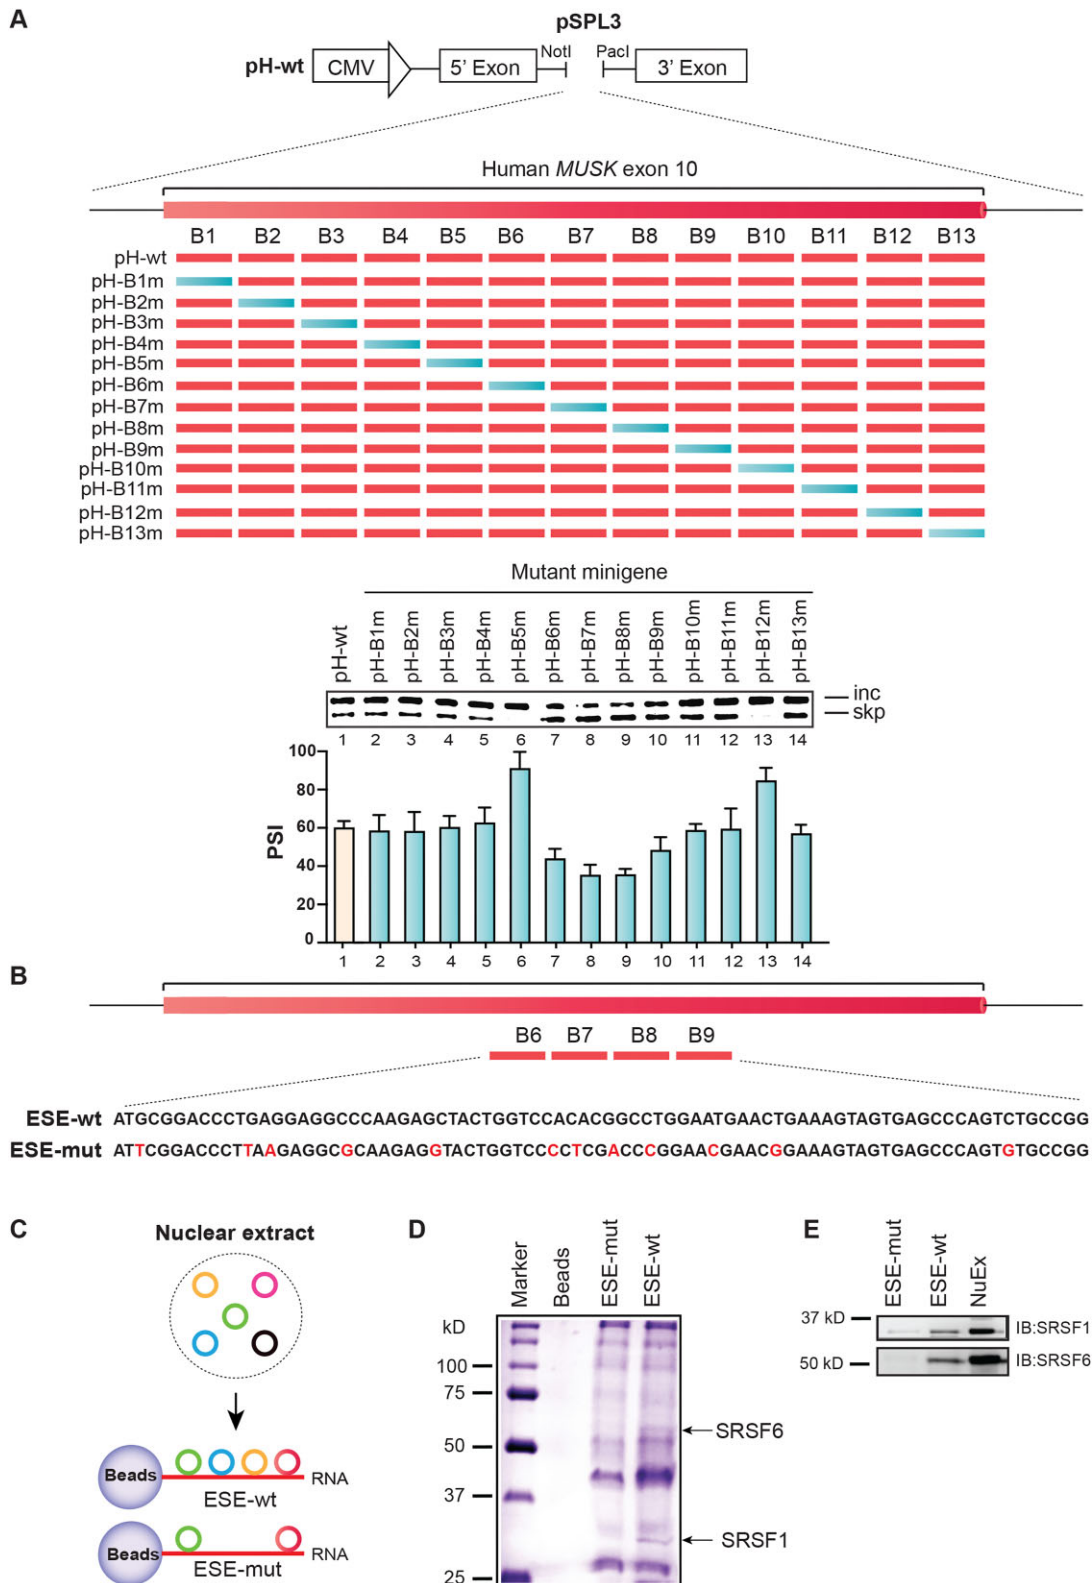 A
pSPL3
pH-wt CMV 5' Exon NotI PacI 3' Exon
Human MUSK exon 10
B1 B2 B3 B4 B5 B6 B7 B8 B9 B10 B11 B12 B13
pH-wt
pH-B1m
pH-B2m
pH-B3m
pH-B4m
pH-B5m
pH-B6m
pH-B7m
pH-B8m
pH-B9m
pH-B10m
pH-B11m
pH-B12m
pH-B13m
Mutant minigene
pH-wt pH-B1m pH-B2m pH-B3m pH-B4m pH-B5m pH-B6m pH-B7m pH-B8m pH-B9m pH-B10m pH-B11m pH-B12m pH-B13m
inc
skp
1 2 3 4 5 6 7 8 9 10 11 12 13 14
PSI
100
80
60
40
20
0
1 2 3 4 5 6 7 8 9 10 11 12 13 14
B
B6 B7 B8 B9
ESE-wt ATGCGGACCCTGAGGAGGCCCAAGAGCTACTGGTCCACACGGCCTGGAATGAACTGAAAGTAGTGAGCCCAGTCTGCCGG
ESE-mut ATTCGGACCCTTAAGAGGCGCAAGAGGTACTGGTCCCCTCGACCCGGAACGAACGGAAAGTAGTGAGCCCAGTGTGCCGG
C
Nuclear extract
Beads RNA
ESE-wt
Beads RNA
ESE-mut
D
Marker Beads ESE-mut ESE-wt
kD
100
75
50
37
25
SRSF6
SRSF1
E
ESE-mut ESE-wt NuEx
37 kD IB:SRSF1
50 kD IB:SRSF6